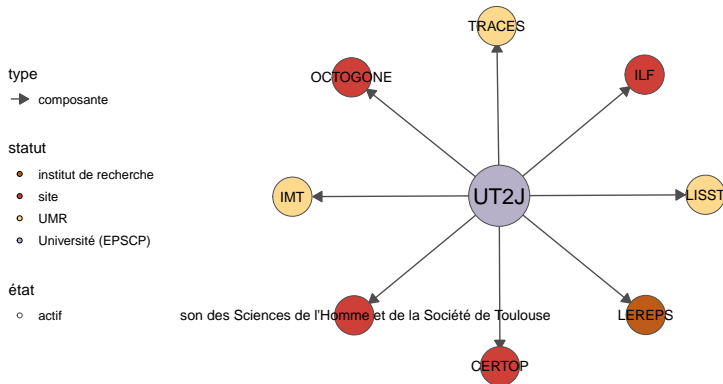 type
composante
statut
institut de recherche
site
UMR
Université (EPSCP)
état
actif
TRACES
OCTOGONE
ILF
IMT
UT2J
LISST
son des Sciences de l'Homme et de la Société de Toulouse
LEREPS
CERTOP